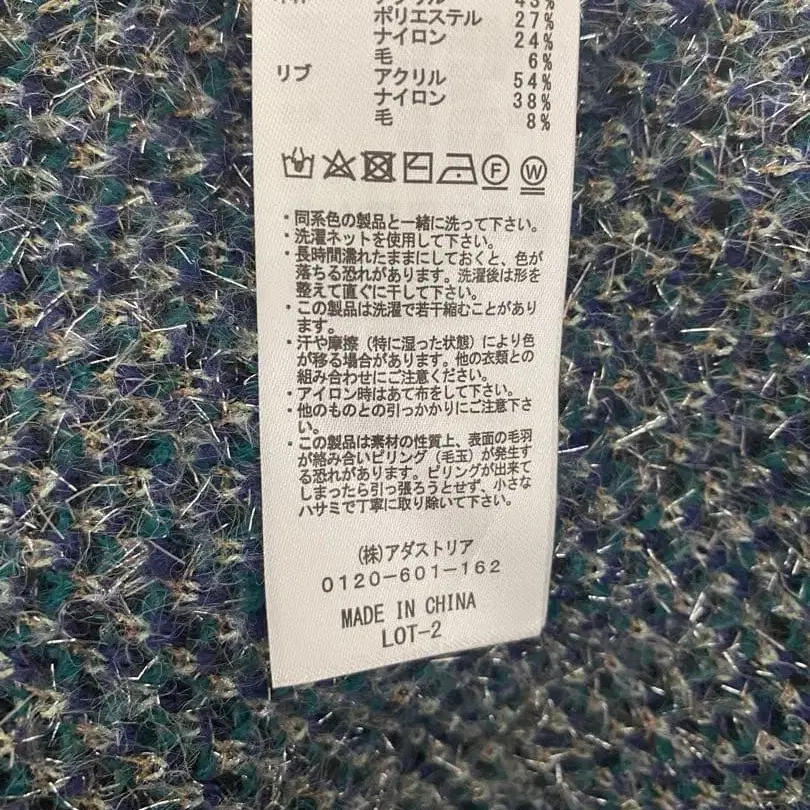 43%
ポリエステル 27%
ナイロン 24%
毛 6%
リブ アクリル 54%
ナイロン 38%
毛 8%
F W
・同系色の製品と一緒に洗って下さい。
・洗濯ネットを使用して下さい。
・長時間濡れたままにしておくと、色が
落ちる恐れがあります。洗濯後は形を
整えて直ぐに干して下さい。
・この製品は洗濯で若干縮むことがあり
ます。
・汗や摩擦（特に湿った状態）により色
が移る場合があります。他の衣類との
組み合わせにご注意ください。
・アイロン時はあて布をして下さい。
・他のものとの引っかかりにご注意下さ
い。
・この製品は素材の性質上、表面の毛羽
が絡み合いピリング（毛玉）が発生す
る恐れがあります。ピリングが出来て
しまったら引っ張ろうとせず、小さな
ハサミで丁寧に取り除いて下さい。
(株)アダストリア
0120-601-162
MADE IN CHINA
LOT-2